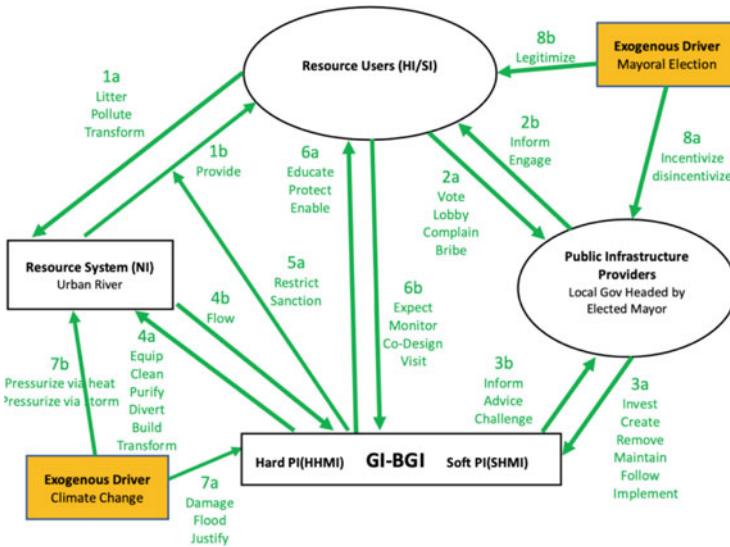 8b
Legitimize
Exogenous Driver
Mayoral Election
Resource Users (HI/SI)
1a
Litter
Pollute
Transform
1b
Provide
6a
Educate
Protect
Enable
2b
Inform
Engage
2a
Vote
Lobby
Complain
Bribe
8a
Incentivize
disincentivize
Resource System (NI)
Urban River
Public Infrastructure
Providers
Local Gov Headed by
Elected Mayor
5a
Restrict
Sanction
4b
Flow
6b
Expect
Monitor
Co-Design
Visit
4a
Equip
Clean
Purify
Divert
Build
Transform
7b
Pressurize via heat
Pressurize via storm
3b
Inform
Advice
Challenge
3a
Invest
Create
Remove
Maintain
Follow
Implement
Hard PI(HHMI) GI-BGI Soft PI(SHMI)
Exogenous Driver
Climate Change
7a
Damage
Flood
Justify